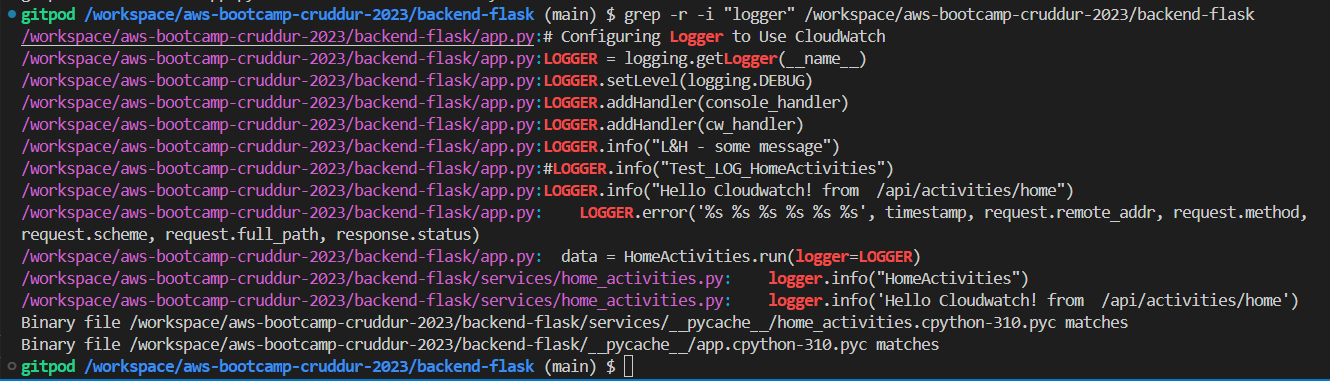 gitpod /workspace/aws-bootcamp-cruddur-2023/backend-flask (main) $ grep -r -i "logger" /workspace/aws-bootcamp-cruddur-2023/backend-flask
/workspace/aws-bootcamp-cruddur-2023/backend-flask/app.py:# Configuring Logger to Use CloudWatch
/workspace/aws-bootcamp-cruddur-2023/backend-flask/app.py:LOGGER = logging.getLogger(__name__)
/workspace/aws-bootcamp-cruddur-2023/backend-flask/app.py:LOGGER.setLevel(logging.DEBUG)
/workspace/aws-bootcamp-cruddur-2023/backend-flask/app.py:LOGGER.addHandler(console_handler)
/workspace/aws-bootcamp-cruddur-2023/backend-flask/app.py:LOGGER.addHandler(cw_handler)
/workspace/aws-bootcamp-cruddur-2023/backend-flask/app.py:LOGGER.info("L&H - some message")
/workspace/aws-bootcamp-cruddur-2023/backend-flask/app.py:#LOGGER.info("Test_LOG_HomeActivities")
/workspace/aws-bootcamp-cruddur-2023/backend-flask/app.py:LOGGER.info("Hello Cloudwatch! from  /api/activities/home")
/workspace/aws-bootcamp-cruddur-2023/backend-flask/app.py:    LOGGER.error('%s %s %s %s %s %s', timestamp, request.remote_addr, request.method,
request.scheme, request.full_path, response.status)
/workspace/aws-bootcamp-cruddur-2023/backend-flask/app.py:  data = HomeActivities.run(logger=LOGGER)
/workspace/aws-bootcamp-cruddur-2023/backend-flask/services/home_activities.py:    logger.info("HomeActivities")
/workspace/aws-bootcamp-cruddur-2023/backend-flask/services/home_activities.py:    logger.info('Hello Cloudwatch! from  /api/activities/home')
Binary file /workspace/aws-bootcamp-cruddur-2023/backend-flask/services/__pycache__/home_activities.cpython-310.pyc matches
Binary file /workspace/aws-bootcamp-cruddur-2023/backend-flask/__pycache__/app.cpython-310.pyc matches
gitpod /workspace/aws-bootcamp-cruddur-2023/backend-flask (main) $